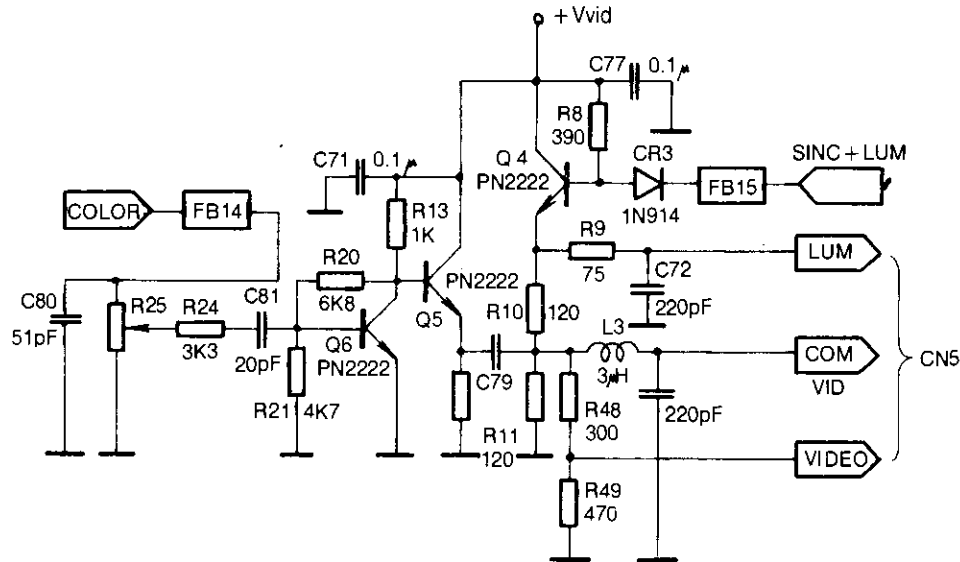 +Vvid
C77
0.1μ
R8
390
C71
0.1μ
Q4
PN2222
CR3
1N914
SINC+LUM
FB15
COLOR
FB14
R13
1K
R9
75
LUM
R20
6K8
PN2222
Q5
R10
120
C72
220pF
C80
51pF
R25
R24
3K3
C81
20pF
Q6
PN2222
C79
L3
3μH
COM
VID
CN5
R21
4K7
R11
120
R48
300
220pF
VIDEO
R49
470